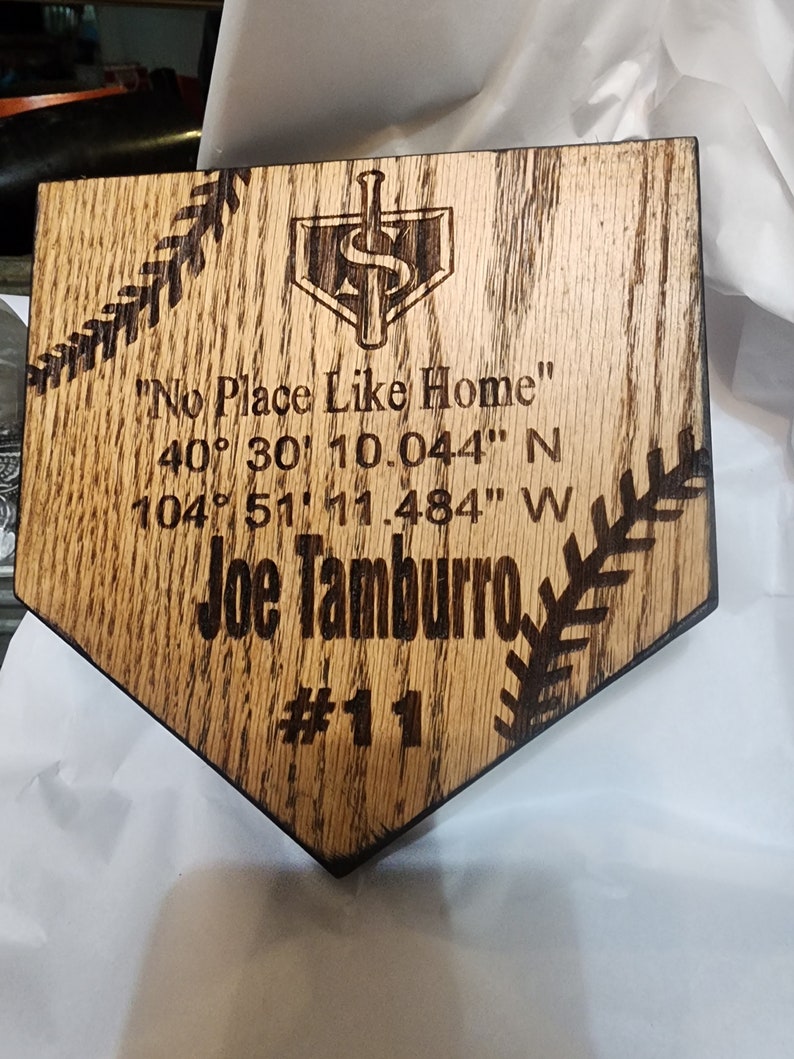 S
"No Place Like Home"
40° 30' 10.044" N
104° 51' 11.484" W
Joe Tamburro
#11